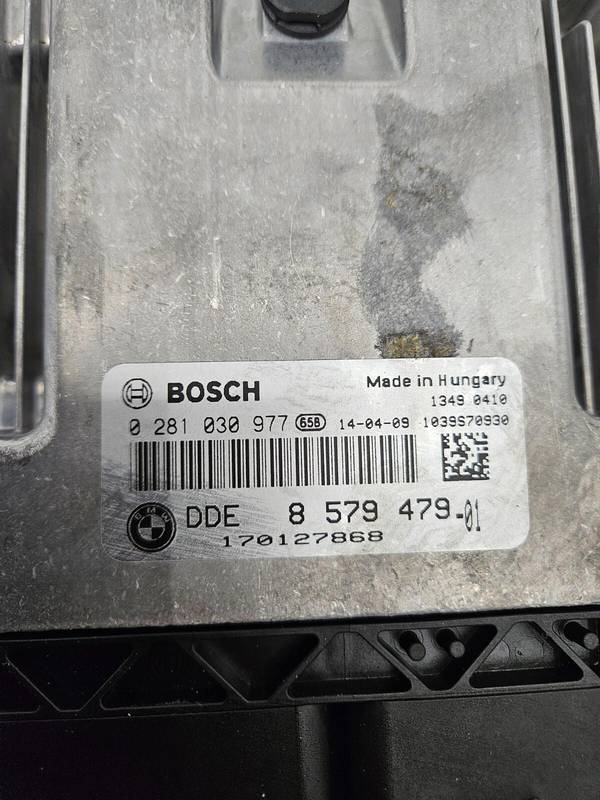 BOSCH Made in Hungary
1349 0410
0 281 030 977 65B 14-04-09 1039S70930
BMW DDE 8 579 479-01
170127868